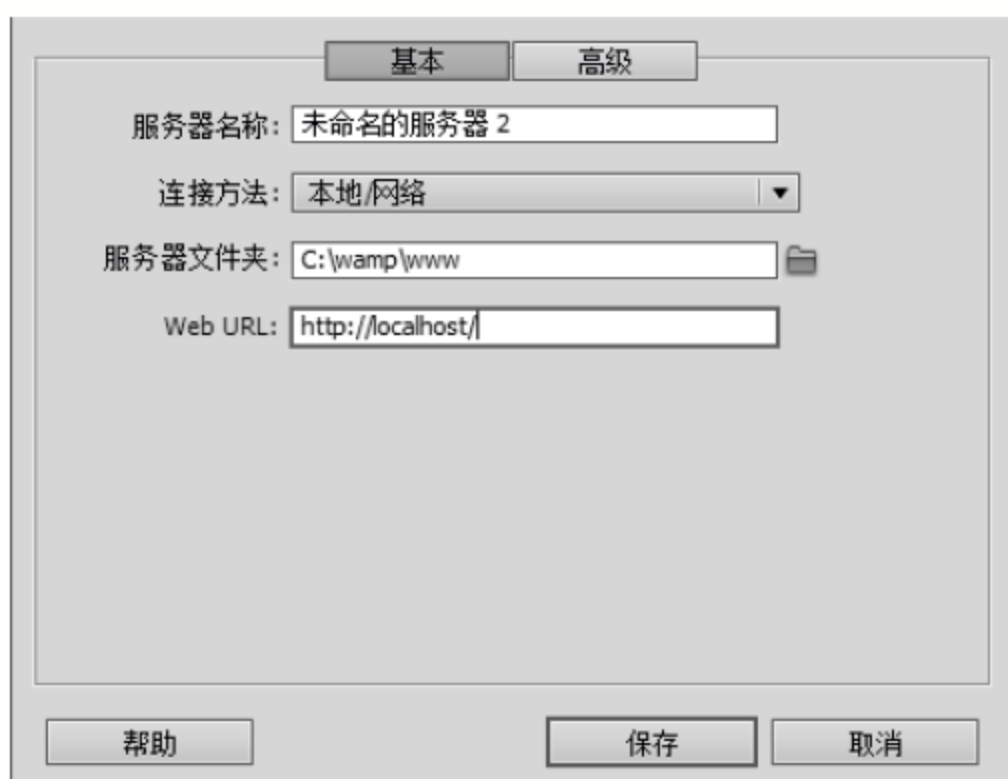 基本 高级
服务器名称: 未命名的服务器 2
连接方法: 本地/网络
服务器文件夹: C:\wamp\www
Web URL: http://localhost/
帮助 保存 取消